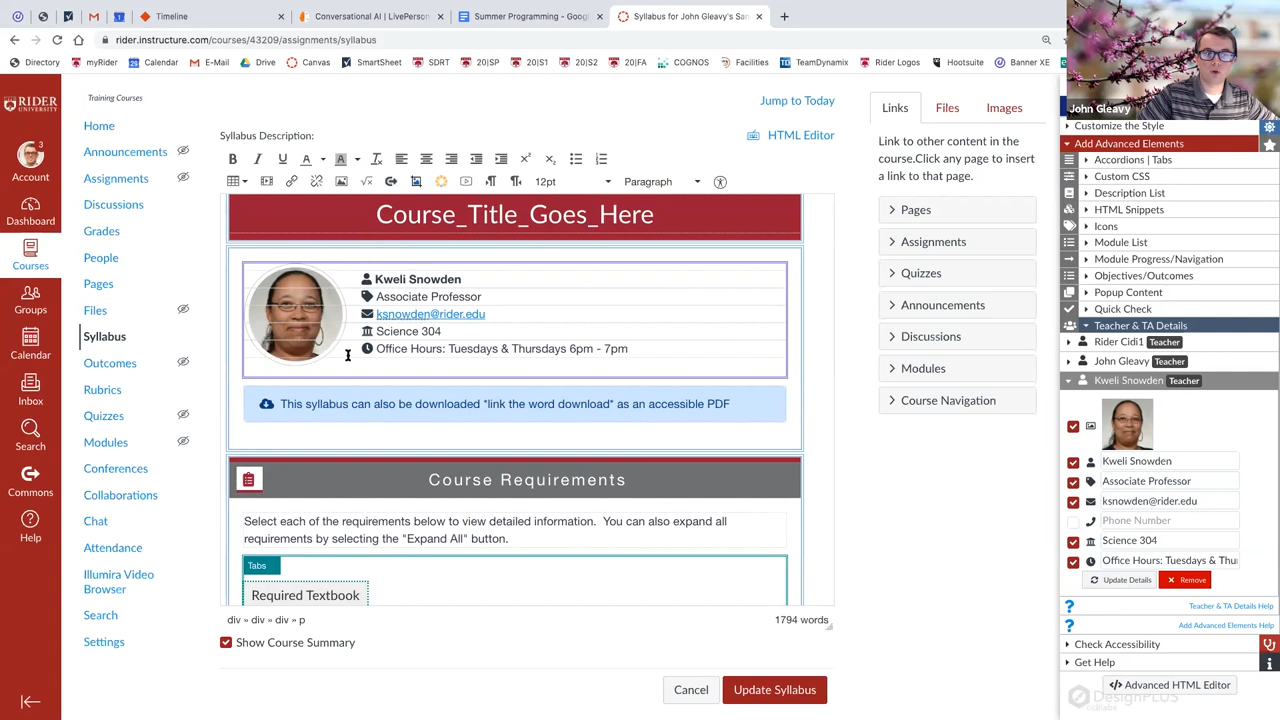 Timeline
Conversational AI | LivePerson
Summer Programming - Goog
Syllabus for John Gleavy's San
rider.instructure.com/courses/43209/assignments/syllabus
Directory
myRider
Calendar
E-Mail
Drive
Canvas
SmartSheet
SDRT
20|SP
20|S1
20|S2
20|FA
COGNOS
Facilities
TeamDynamix
Rider Logos
Hootsuite
Banner XE
John Gleavy
RIDER
UNIVERSITY
3
Account
Dashboard
Courses
Groups
Calendar
Inbox
Search
Commons
Help
Training Courses
Home
Announcements
Assignments
Discussions
Grades
People
Pages
Files
Syllabus
Outcomes
Rubrics
Quizzes
Modules
Conferences
Collaborations
Chat
Attendance
Illumira Video
Browser
Search
Settings
Jump to Today
Syllabus Description:
HTML Editor
12pt
Paragraph
Course_Title_Goes_Here
Kweli Snowden
Associate Professor
ksnowden@rider.edu
Science 304
Office Hours: Tuesdays & Thursdays 6pm - 7pm
This syllabus can also be downloaded *link the word download* as an accessible PDF
Course Requirements
Select each of the requirements below to view detailed information. You can also expand all
requirements by selecting the "Expand All" button.
Tabs
Required Textbook
div » div » div » p
1794 words
Show Course Summary
Cancel
Update Syllabus
Links
Files
Images
Link to other content in the
course.Click any page to insert
a link to that page.
Pages
Assignments
Quizzes
Announcements
Discussions
Modules
Course Navigation
Customize the Style
Add Advanced Elements
Accordions | Tabs
Custom CSS
Description List
HTML Snippets
Icons
Module List
Module Progress/Navigation
Objectives/Outcomes
Popup Content
Quick Check
Teacher & TA Details
Rider Cidi1 Teacher
John Gleavy Teacher
Kweli Snowden Teacher
Kweli Snowden
Associate Professor
ksnowden@rider.edu
Phone Number
Science 304
Office Hours: Tuesdays & Thur
Update Details
Remove
Teacher & TA Details Help
Add Advanced Elements Help
Check Accessibility
Get Help
</> Advanced HTML Editor
DesignPLUS
cidilabs